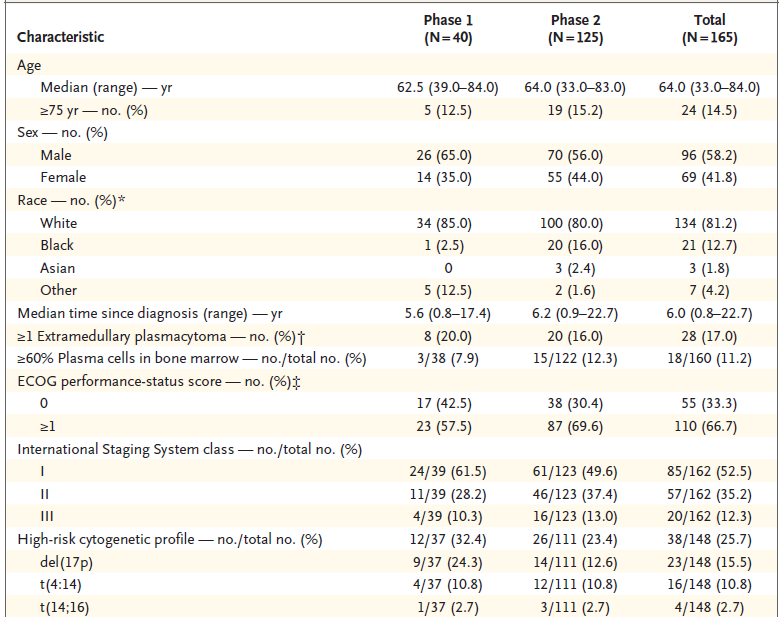 Characteristic Phase 1 (N=40) Phase 2 (N=125) Total (N=165)
Age
Median (range) — yr 62.5 (39.0–84.0) 64.0 (33.0–83.0) 64.0 (33.0–84.0)
≥75 yr — no. (%) 5 (12.5) 19 (15.2) 24 (14.5)
Sex — no. (%)
Male 26 (65.0) 70 (56.0) 96 (58.2)
Female 14 (35.0) 55 (44.0) 69 (41.8)
Race — no. (%)*
White 34 (85.0) 100 (80.0) 134 (81.2)
Black 1 (2.5) 20 (16.0) 21 (12.7)
Asian 0 3 (2.4) 3 (1.8)
Other 5 (12.5) 2 (1.6) 7 (4.2)
Median time since diagnosis (range) — yr 5.6 (0.8–17.4) 6.2 (0.9–22.7) 6.0 (0.8–22.7)
≥1 Extramedullary plasmacytoma — no. (%)† 8 (20.0) 20 (16.0) 28 (17.0)
≥60% Plasma cells in bone marrow — no./total no. (%) 3/38 (7.9) 15/122 (12.3) 18/160 (11.2)
ECOG performance-status score — no. (%)‡
0 17 (42.5) 38 (30.4) 55 (33.3)
≥1 23 (57.5) 87 (69.6) 110 (66.7)
International Staging System class — no./total no. (%)
I 24/39 (61.5) 61/123 (49.6) 85/162 (52.5)
II 11/39 (28.2) 46/123 (37.4) 57/162 (35.2)
III 4/39 (10.3) 16/123 (13.0) 20/162 (12.3)
High-risk cytogenetic profile — no./total no. (%) 12/37 (32.4) 26/111 (23.4) 38/148 (25.7)
del(17p) 9/37 (24.3) 14/111 (12.6) 23/148 (15.5)
t(4:14) 4/37 (10.8) 12/111 (10.8) 16/148 (10.8)
t(14;16) 1/37 (2.7) 3/111 (2.7) 4/148 (2.7)